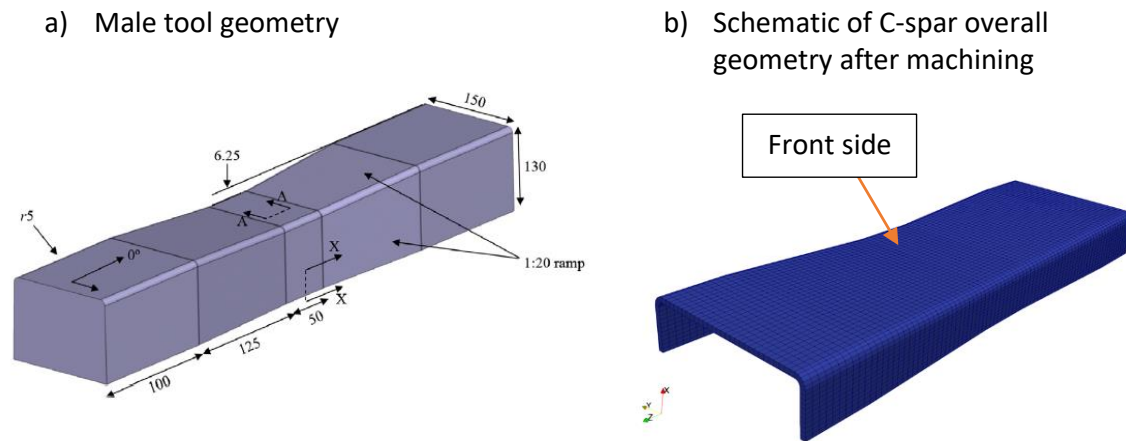 a) Male tool geometry
b) Schematic of C-spar overall
geometry after machining
150
130
6.25
A
A
r5
0°
X
X
1:20 ramp
50
125
100
Front side
X
Y
Z